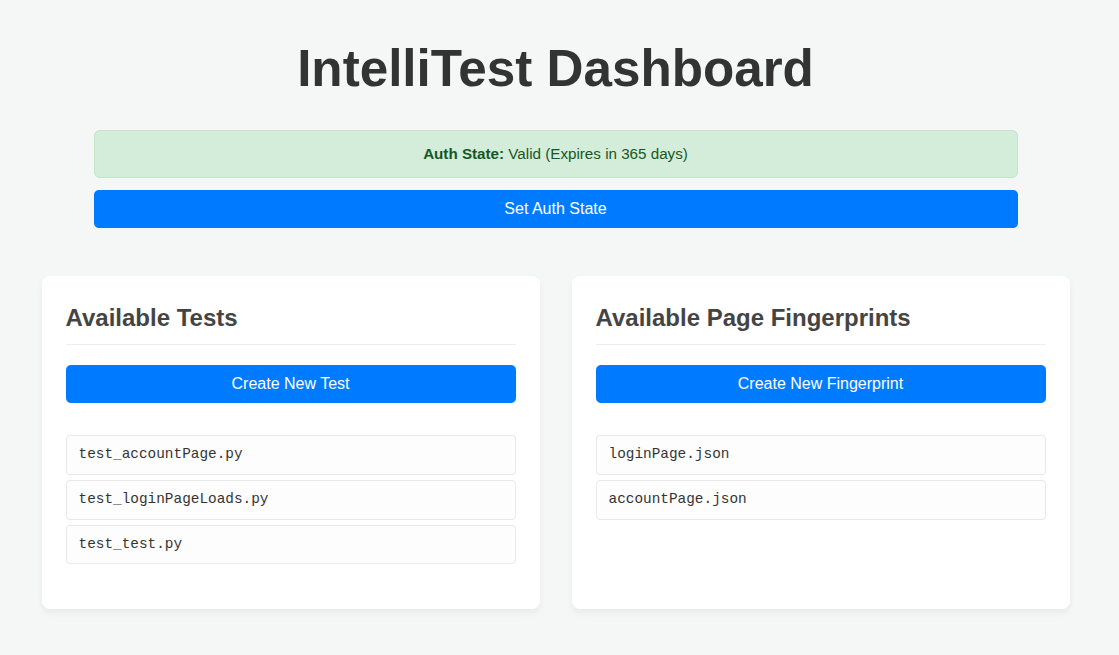 IntelliTest Dashboard
Auth State: Valid (Expires in 365 days)
Set Auth State
Available Tests
Create New Test
test_accountPage.py
test_loginPageLoads.py
test_test.py
Available Page Fingerprints
Create New Fingerprint
loginPage.json
accountPage.json